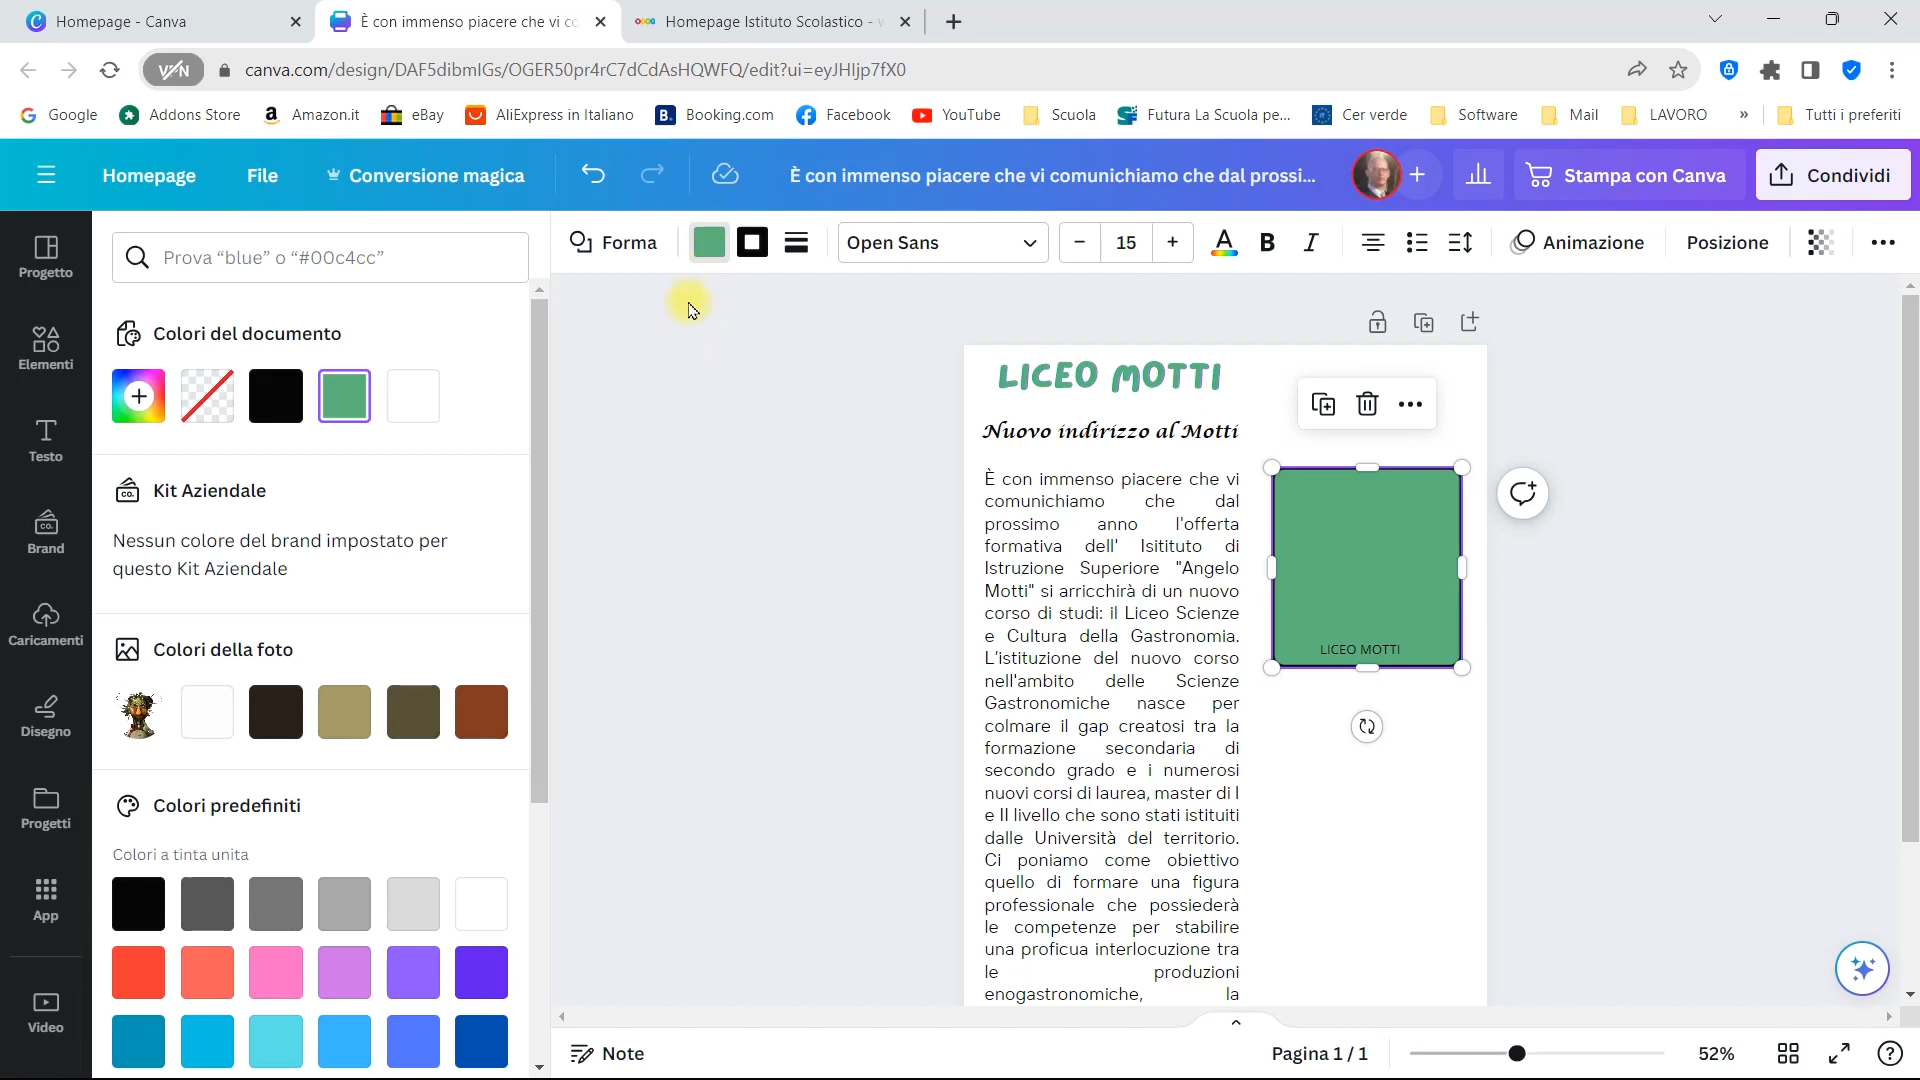 Homepage - Canva
È con immenso piacere che vi co
Homepage Istituto Scolastico -
VPN
canva.com/design/DAF5dibmIGs/OGER50pr4rC7dCdAsHQWFQ/edit?ui=eyJHIjp7fX0
Google
Addons Store
Amazon.it
eBay
AliExpress in Italiano
Booking.com
Facebook
YouTube
Scuola
Futura La Scuola pe...
Cer verde
Software
Mail
LAVORO
»
Tutti i preferiti
Homepage
File
Conversione magica
È con immenso piacere che vi comunichiamo che dal prossi...
Stampa con Canva
Condividi
Progetto
Elementi
Testo
Brand
Caricamenti
Disegno
Progetti
App
Video
Prova “blue” o “#00c4cc”
Colori del documento
Kit Aziendale
Nessun colore del brand impostato per
questo Kit Aziendale
Colori della foto
Colori predefiniti
Colori a tinta unita
Forma
Open Sans
15
A
B
I
Animazione
Posizione
LICEO MOTTI
Nuovo indirizzo al Motti
È con immenso piacere che vi
comunichiamo che dal
prossimo anno l'offerta
formativa dell' Isitituto di
Istruzione Superiore "Angelo
Motti" si arricchirà di un nuovo
corso di studi: il Liceo Scienze
e Cultura della Gastronomia.
L'istituzione del nuovo corso
nell'ambito delle Scienze
Gastronomiche nasce per
colmare il gap creatosi tra la
formazione secondaria di
secondo grado e i numerosi
nuovi corsi di laurea, master di I
e II livello che sono stati istituiti
dalle Università del territorio.
Ci poniamo come obiettivo
quello di formare una figura
professionale che possiederà
le competenze per stabilire
una proficua interlocuzione tra
le produzioni
enogastronomiche, la
LICEO MOTTI
Note
Pagina 1 / 1
52%